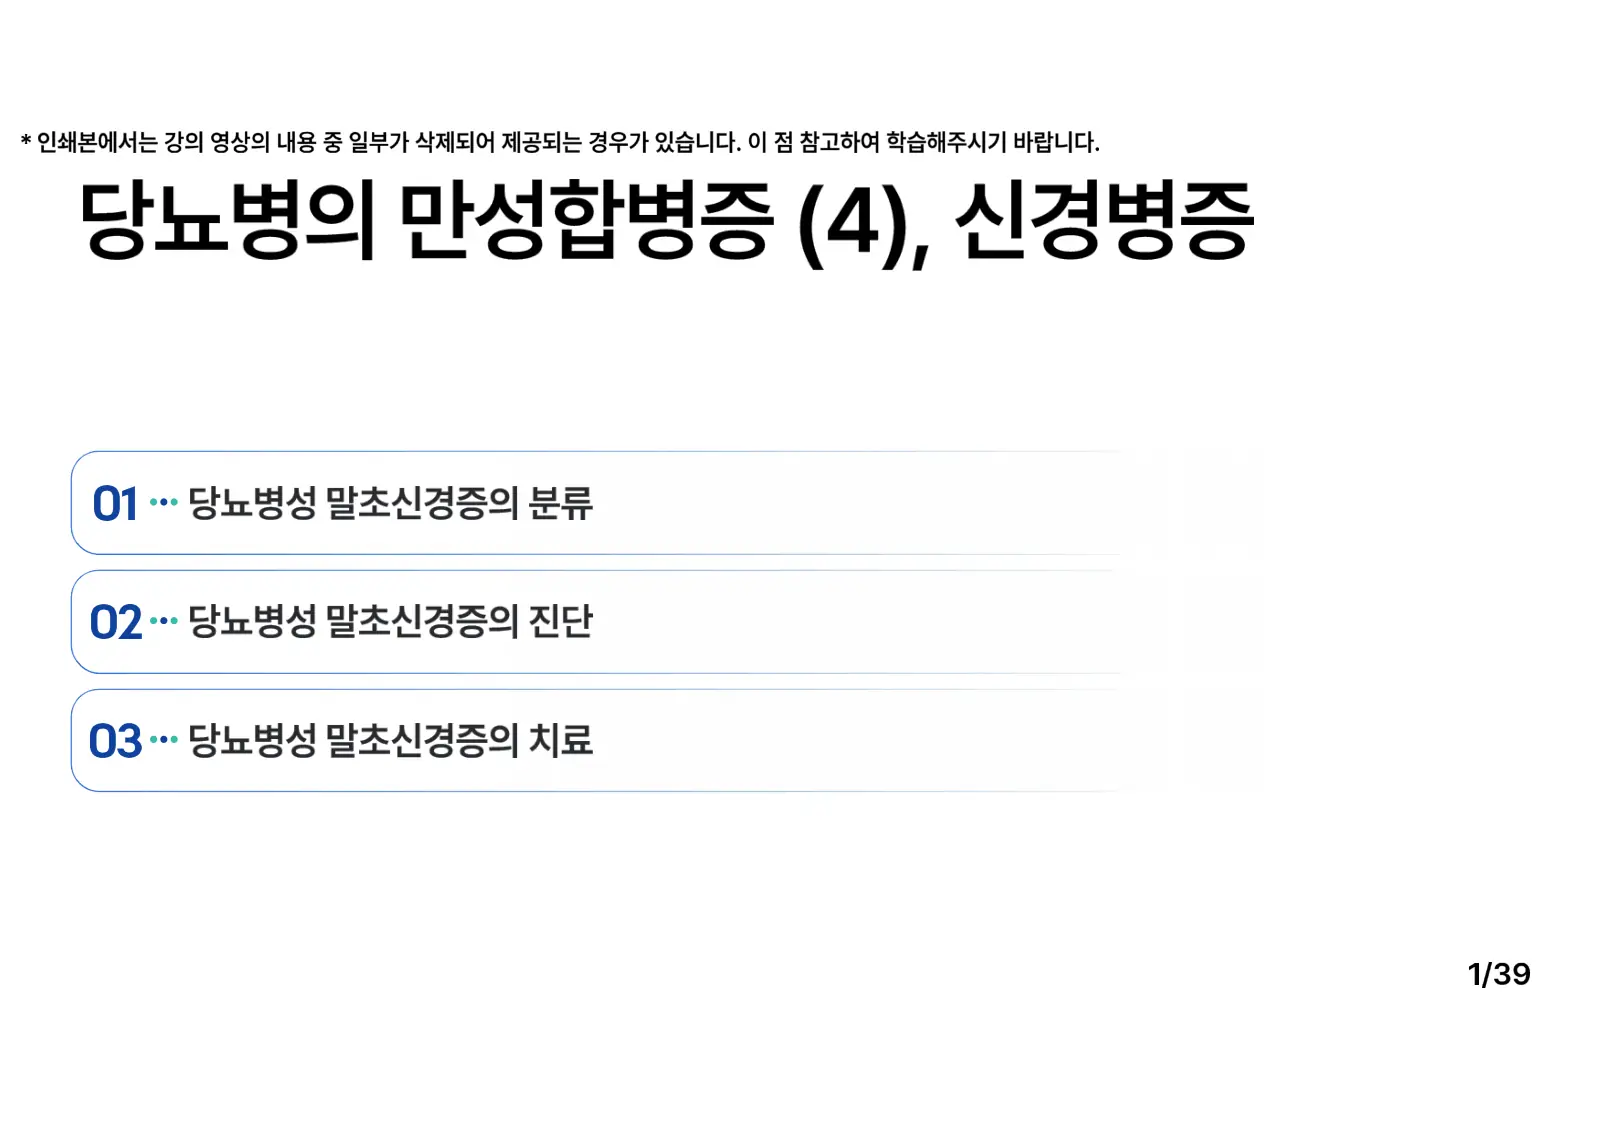 * 인쇄본에서는 강의 영상의 내용 중 일부가 삭제되어 제공되는 경우가 있습니다. 이 점 참고하여 학습해주시기 바랍니다.
당뇨병의 만성합병증 (4), 신경병증
01 ··· 당뇨병성 말초신경증의 분류
02 ··· 당뇨병성 말초신경증의 진단
03 ··· 당뇨병성 말초신경증의 치료
1/39